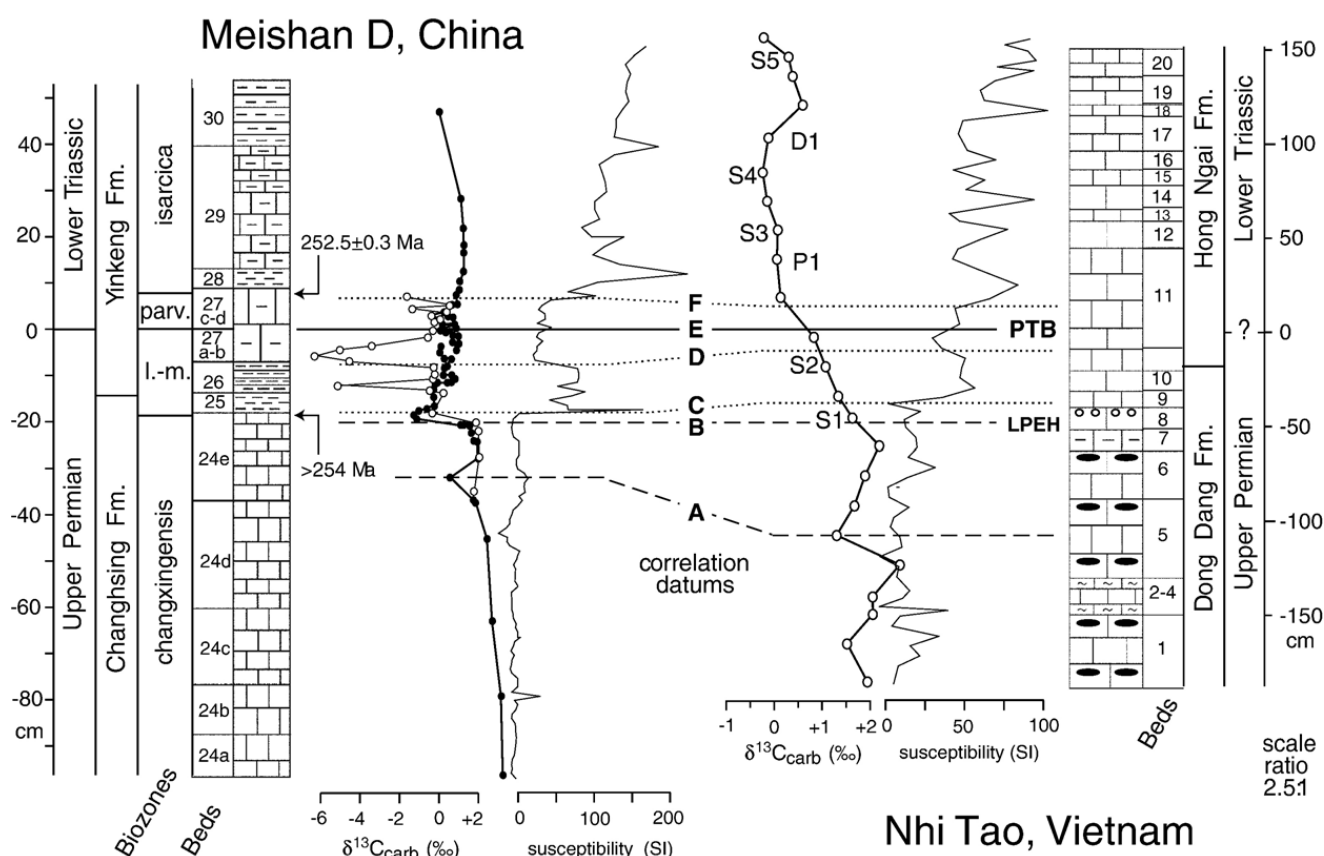 Meishan D, China
Lower Triassic
Upper Permian
Yinkeng Fm.
Changhsing Fm.
isarcica
parv.
l.-m.
changxingensis
Biozones
Beds
40
20
0
-20
-40
-60
-80
cm
30
29
28
27
c-d
27
a-b
26
25
24e
24d
24c
24b
24a
252.5±0.3 Ma
>254 Ma
-6
-4
-2
0
+2
δ13Ccarb (‰)
0
100
200
susceptibility (SI)
F
E
D
C
B
A
correlation
datums
PTB
LPEH
S5
D1
S4
S3
P1
S2
S1
-1
0
+1
+2
δ13Ccarb (‰)
0
50
100
susceptibility (SI)
20
19
18
17
16
15
14
13
12
11
10
9
8
7
6
5
2-4
1
Beds
Hong Ngai Fm.
Dong Dang Fm.
Lower Triassic
-?
Upper Permian
150
100
50
0
-50
-100
-150
cm
scale
ratio
2.51
Nhi Tao, Vietnam